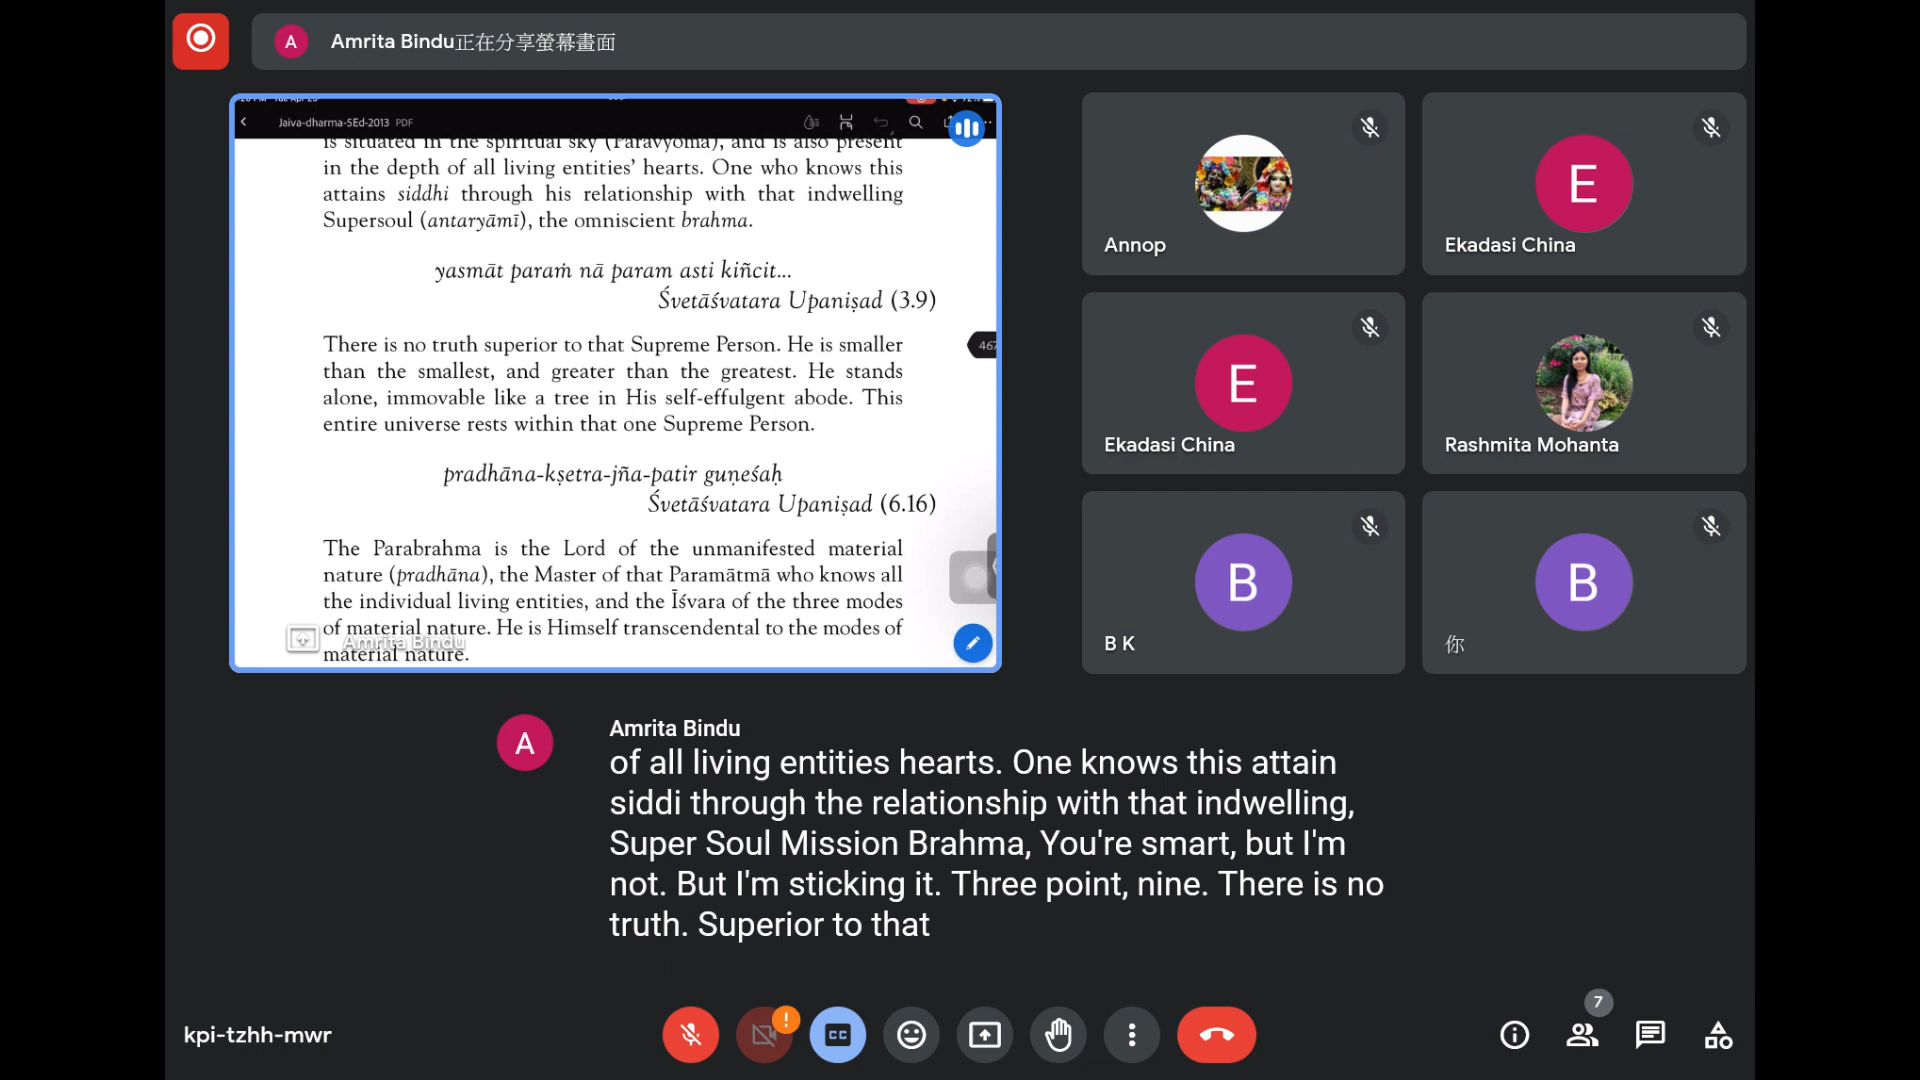 A Amrita Bindu正在分享螢幕畫面
Jaiva-dharma-5Ed-2013 PDF
is situated in the spiritual sky (Paravyoma), and is also present
in the depth of all living entities’ hearts. One who knows this
attains siddhi through his relationship with that indwelling
Supersoul (antaryāmī), the omniscient brahma.
yasmāt paraṁ nā param asti kiñcit...
Śvetāśvatara Upaniṣad (3.9)
There is no truth superior to that Supreme Person. He is smaller
than the smallest, and greater than the greatest. He stands
alone, immovable like a tree in His self-effulgent abode. This
entire universe rests within that one Supreme Person.
467
pradhāna-kṣetra-jña-patir guṇeśaḥ
Śvetāśvatara Upaniṣad (6.16)
The Parabrahma is the Lord of the unmanifested material
nature (pradhāna), the Master of that Paramātmā who knows all
the individual living entities, and the Īśvara of the three modes
of material nature. He is Himself transcendental to the modes of
material nature.
Amrita Bindu
Annop
E
Ekadasi China
E
Ekadasi China
Rashmita Mohanta
B
B K
B
你
A
Amrita Bindu
of all living entities hearts. One knows this attain
siddi through the relationship with that indwelling,
Super Soul Mission Brahma, You're smart, but I'm
not. But I'm sticking it. Three point, nine. There is no
truth. Superior to that
kpi-tzhh-mwr
CC
7